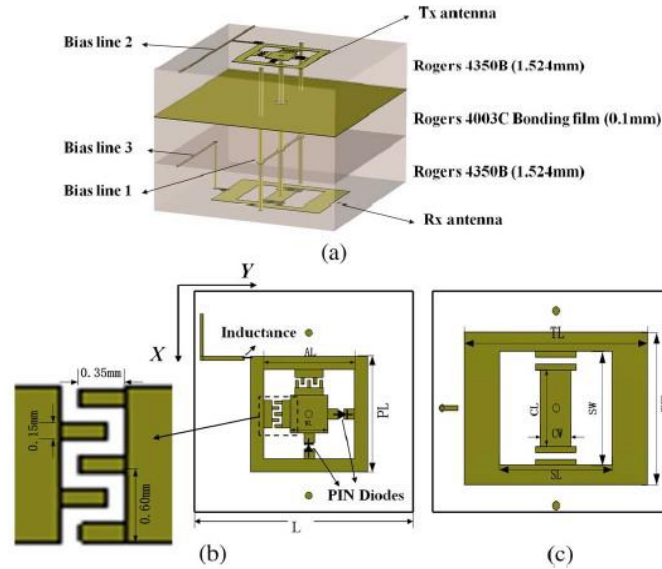 Tx antenna
Bias line 2
Rogers 4350B (1.524mm)
Rogers 4003C Bonding film (0.1mm)
Bias line 3
Rogers 4350B (1.524mm)
Bias line 1
Rx antenna
(a)
Y
X
Inductance
AL
PL
PIN Diodes
L
0.35mm
0.15mm
0.60mm
(b)
TL
CL
SW
CW
SL
(c)